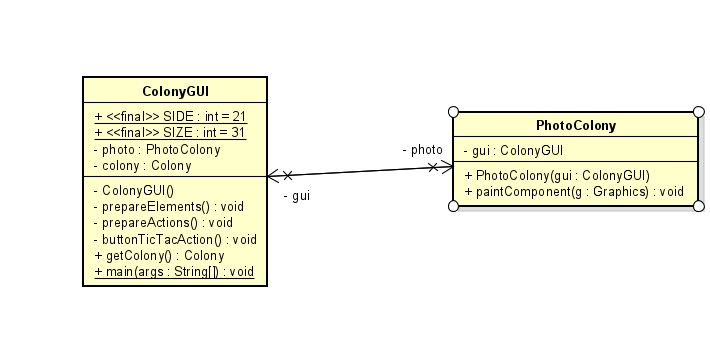 ColonyGUI
+ <<final>> SIDE : int = 21
+ <<final>> SIZE : int = 31
- photo : PhotoColony
- colony : Colony
- ColonyGUI()
- prepareElements() : void
- prepareActions() : void
- buttonTicTacAction() : void
+ getColony() : Colony
+ main(args : String[]) : void
- gui
- photo
PhotoColony
- gui : ColonyGUI
+ PhotoColony(gui : ColonyGUI)
+ paintComponent(g : Graphics) : void